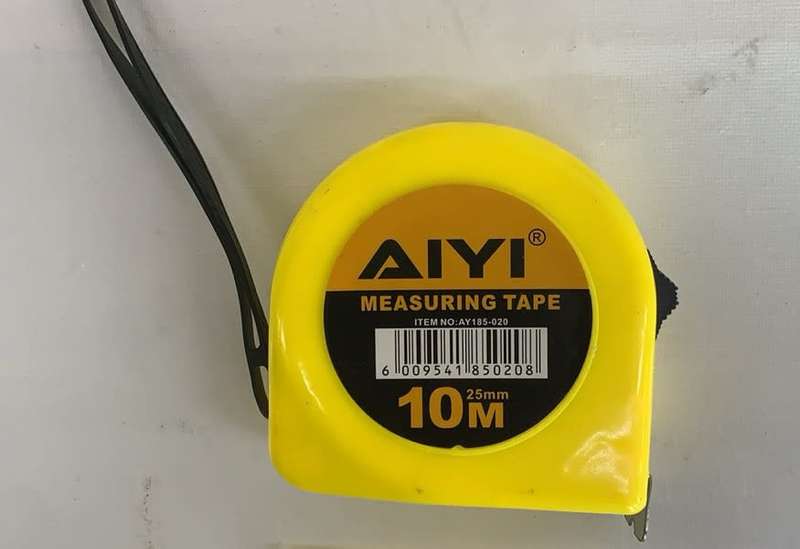 AIYI®
MEASURING TAPE
ITEM NO:AY185-020
6 009541 850208
10M 25mm